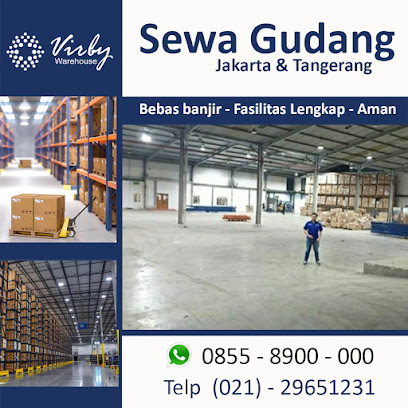 Virby
Warehouse
Sewa Gudang
Jakarta & Tangerang
Bebas banjir - Fasilitas Lengkap - Aman
0855 - 8900 - 000
Telp (021) - 29651231